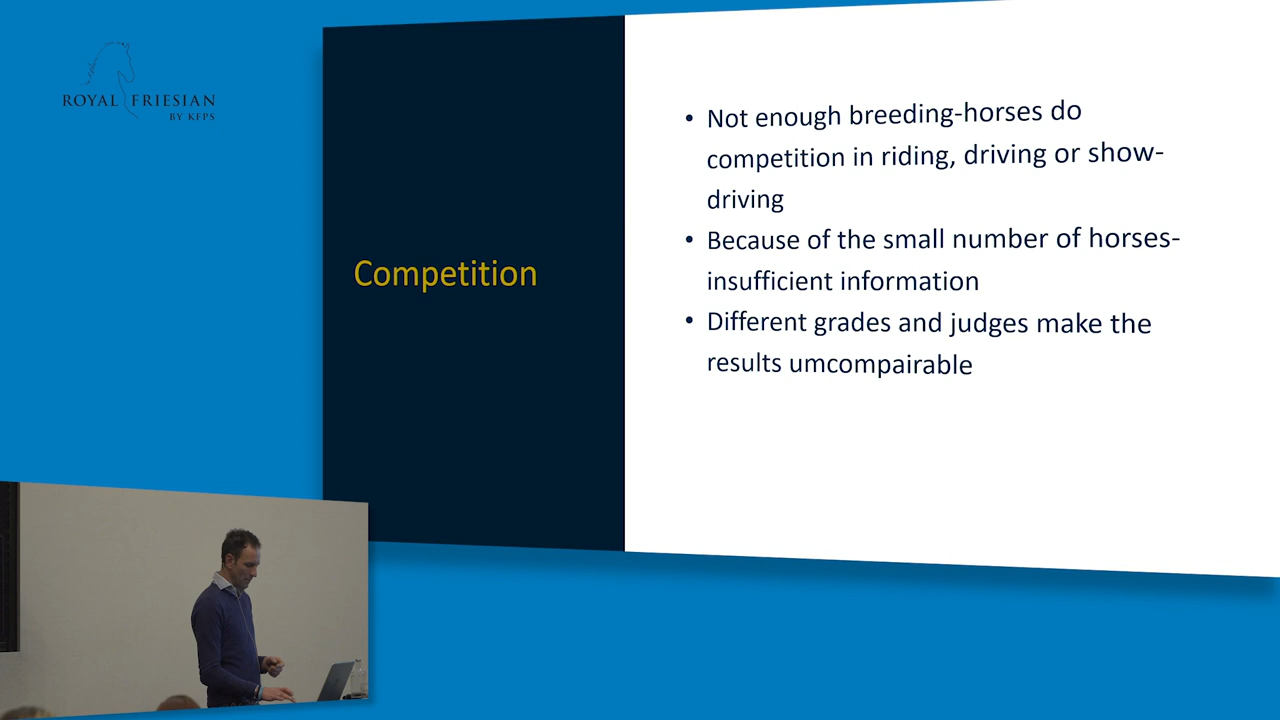 ROYAL FRIESIAN
BY KFPS
Competition
• Not enough breeding-horses do
competition in riding, driving or show-
driving
• Because of the small number of horses-
insufficient information
• Different grades and judges make the
results umcompairable